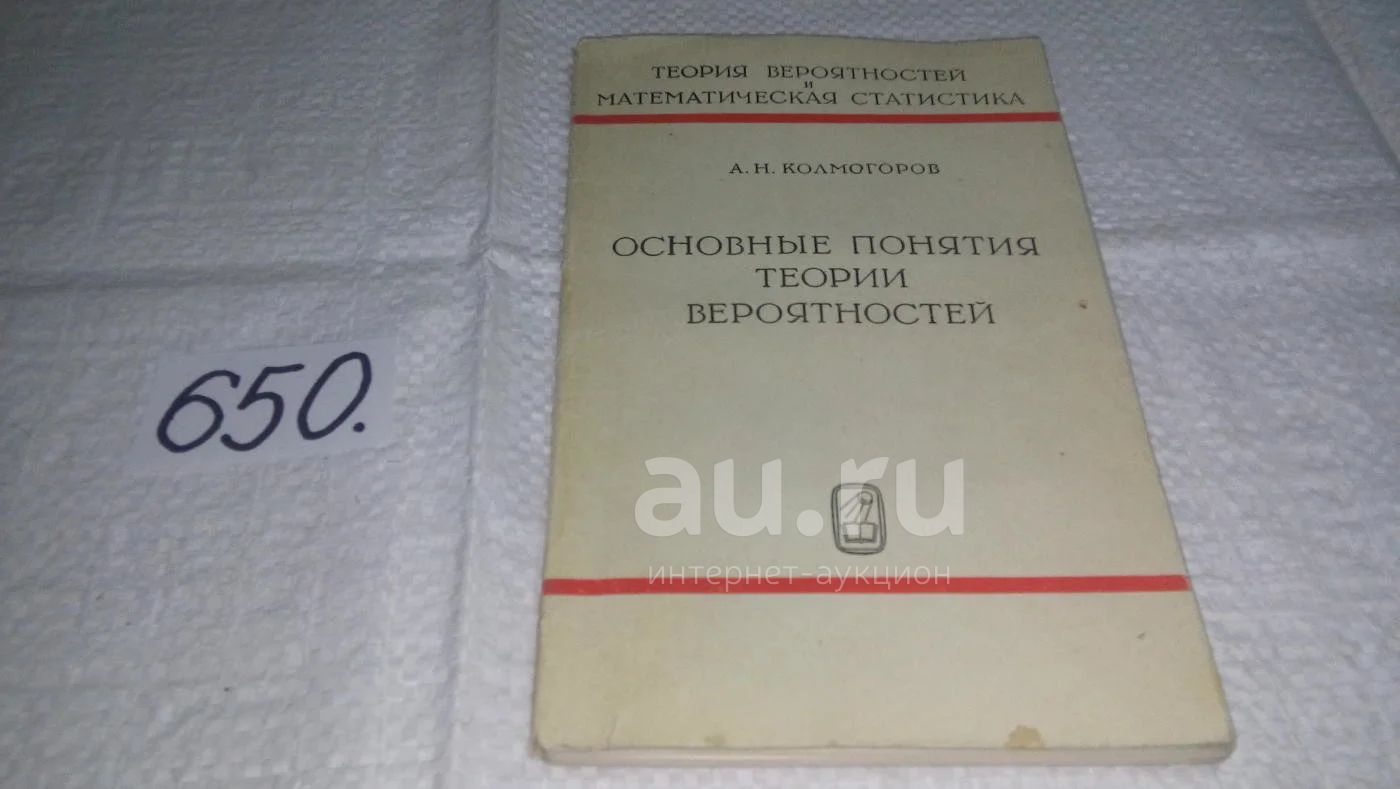 ТЕОРИЯ ВЕРОЯТНОСТЕЙ
И
МАТЕМАТИЧЕСКАЯ СТАТИСТИКА
А. Н. КОЛМОГОРОВ
ОСНОВНЫЕ ПОНЯТИЯ
ТЕОРИИ
ВЕРОЯТНОСТЕЙ
650.
au.ru
интернет-аукцион